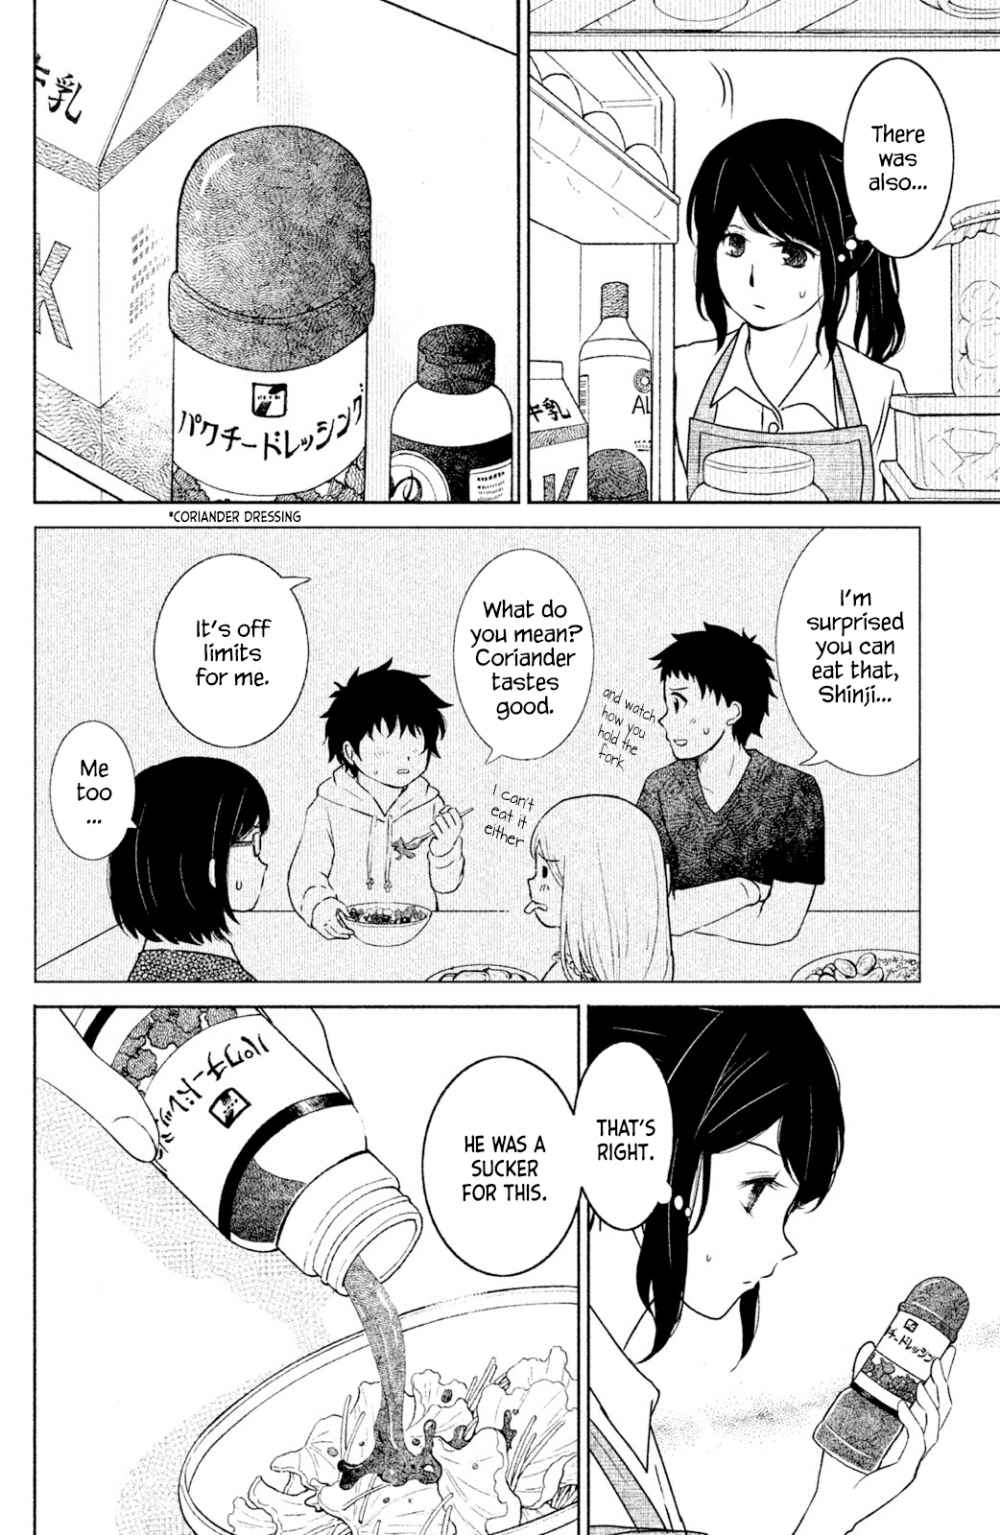 There
was
also...
牛乳
AL
K
牛乳
K
パクチードレッシング
*CORIANDER DRESSING
I'm
surprised
you can
eat that,
Shinji...
and watch
how you
hold the
fork
What do
you mean?
Coriander
tastes
good.
I can't
eat it
either
It's off
limits
for me.
Me
too
...
THAT'S
RIGHT.
チードレッシン
HE WAS A
SUCKER
FOR THIS.
パクチードレッシン